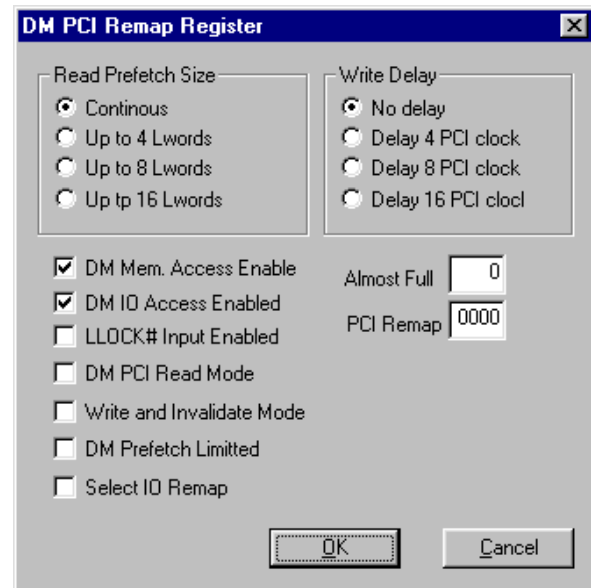 DM PCI Remap Register
Read Prefetch Size
Continous
Up to 4 Lwords
Up to 8 Lwords
Up tp 16 Lwords
Write Delay
No delay
Delay 4 PCI clock
Delay 8 PCI clock
Delay 16 PCI clocl
DM Mem. Access Enable
DM IO Access Enabled
LLOCK# Input Enabled
DM PCI Read Mode
Write and Invalidate Mode
DM Prefetch Limitted
Select IO Remap
Almost Full 0
PCI Remap 0000
OK
Cancel